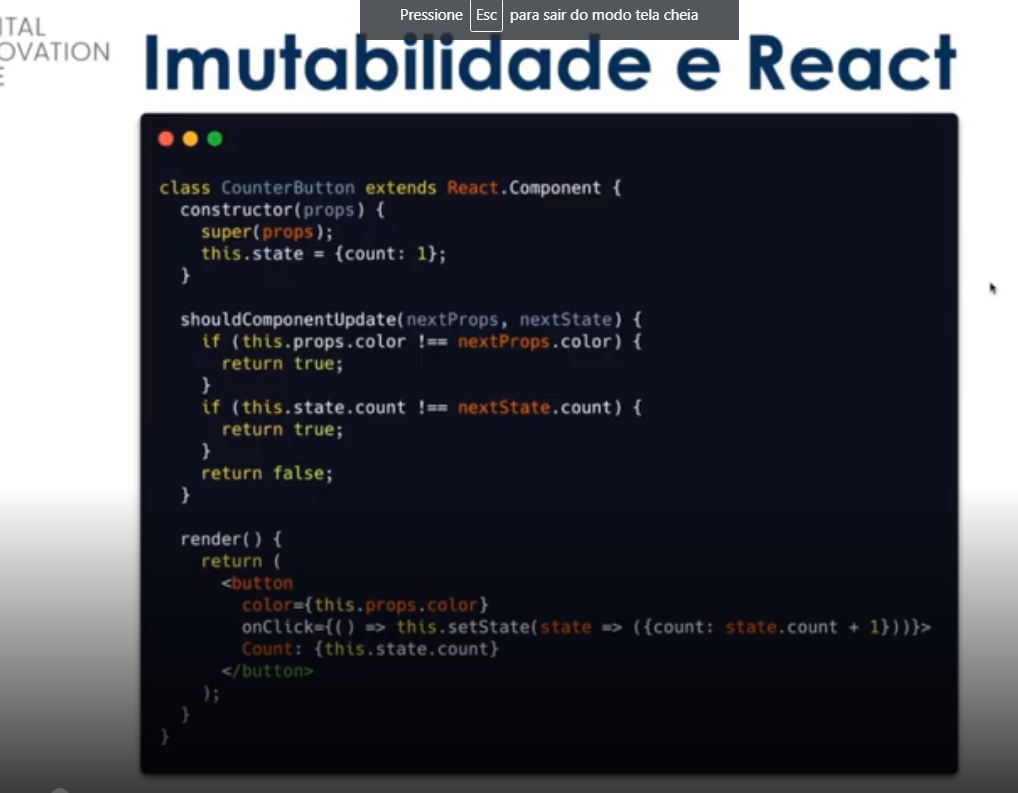 Pressione Esc para sair do modo tela cheia
ITAL
OVATION
E
Imutabilidade e React
class CounterButton extends React.Component {
  constructor(props) {
    super(props);
    this.state = {count: 1};
  }

  shouldComponentUpdate(nextProps, nextState) {
    if (this.props.color !== nextProps.color) {
      return true;
    }
    if (this.state.count !== nextState.count) {
      return true;
    }
    return false;
  }

  render() {
    return (
      <button
        color={this.props.color}
        onClick={() => this.setState(state => ({count: state.count + 1}))}>
        Count: {this.state.count}
      </button>
    );
  }
}